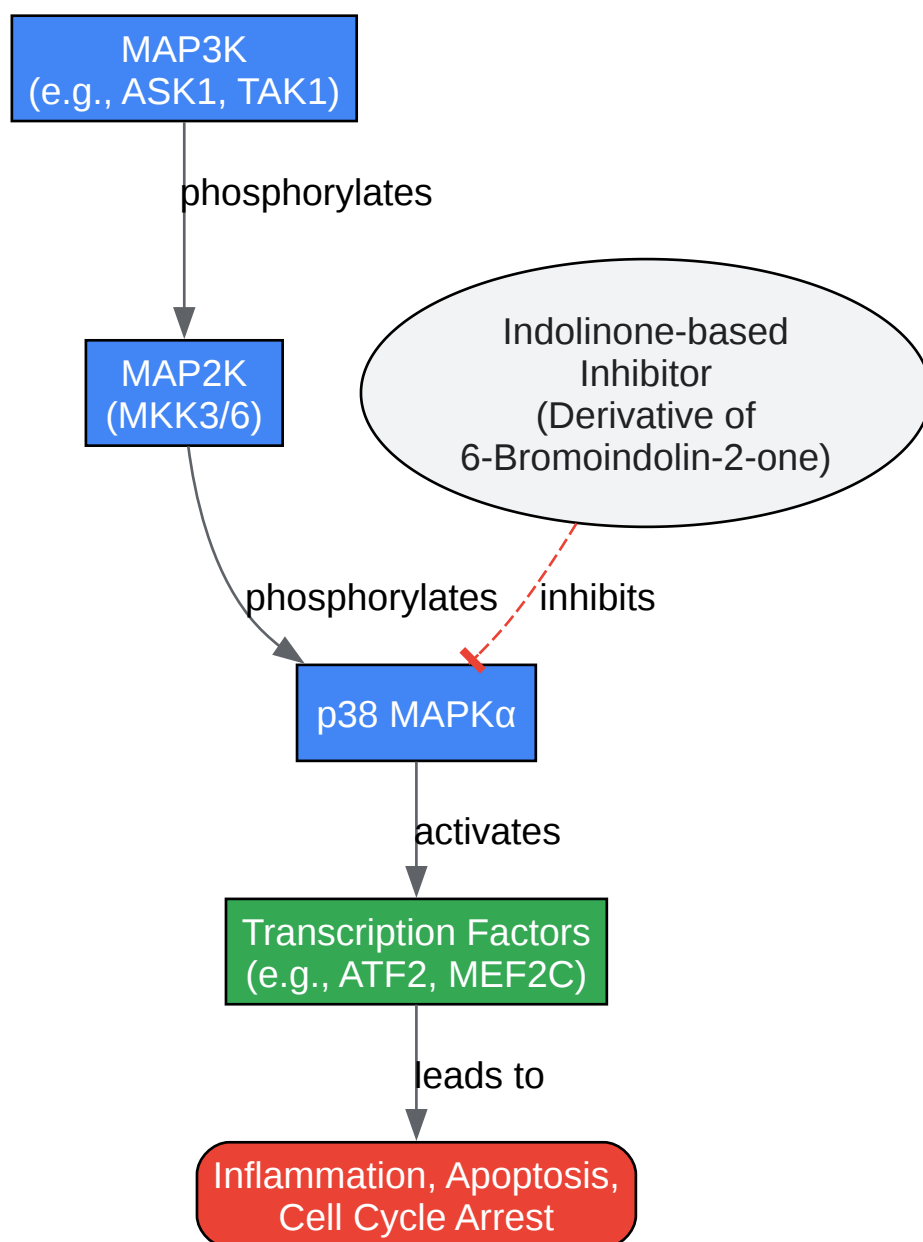 MAP3K
(e.g., ASK1, TAK1)
phosphorylates
MAP2K
(MKK3/6)
Indolinone-based
Inhibitor
(Derivative of
6-Bromoindolin-2-one)
phosphorylates
inhibits
p38 MAPKα
activates
Transcription Factors
(e.g., ATF2, MEF2C)
leads to
Inflammation, Apoptosis,
Cell Cycle Arrest